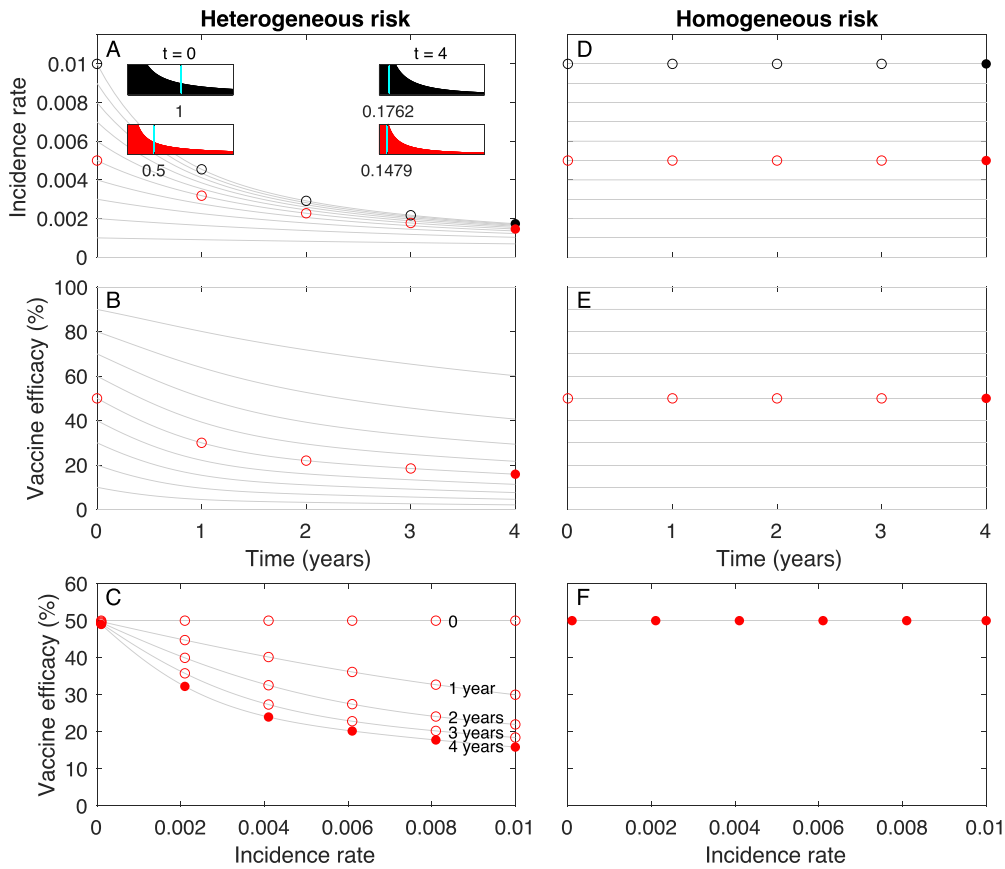 Heterogeneous risk
Homogeneous risk
A
t = 0
t = 4
D
0.01
0.008
0.006
0.004
0.002
0
Incidence rate
1
0.1762
0.5
0.1479
B
E
100
80
60
40
20
0
Vaccine efficacy (%)
0 1 2 3 4
Time (years)
0 1 2 3 4
Time (years)
C
F
60
50
40
30
20
10
0
Vaccine efficacy (%)
0
1 year
2 years
3 years
4 years
0 0.002 0.004 0.006 0.008 0.01
Incidence rate
0 0.002 0.004 0.006 0.008 0.01
Incidence rate